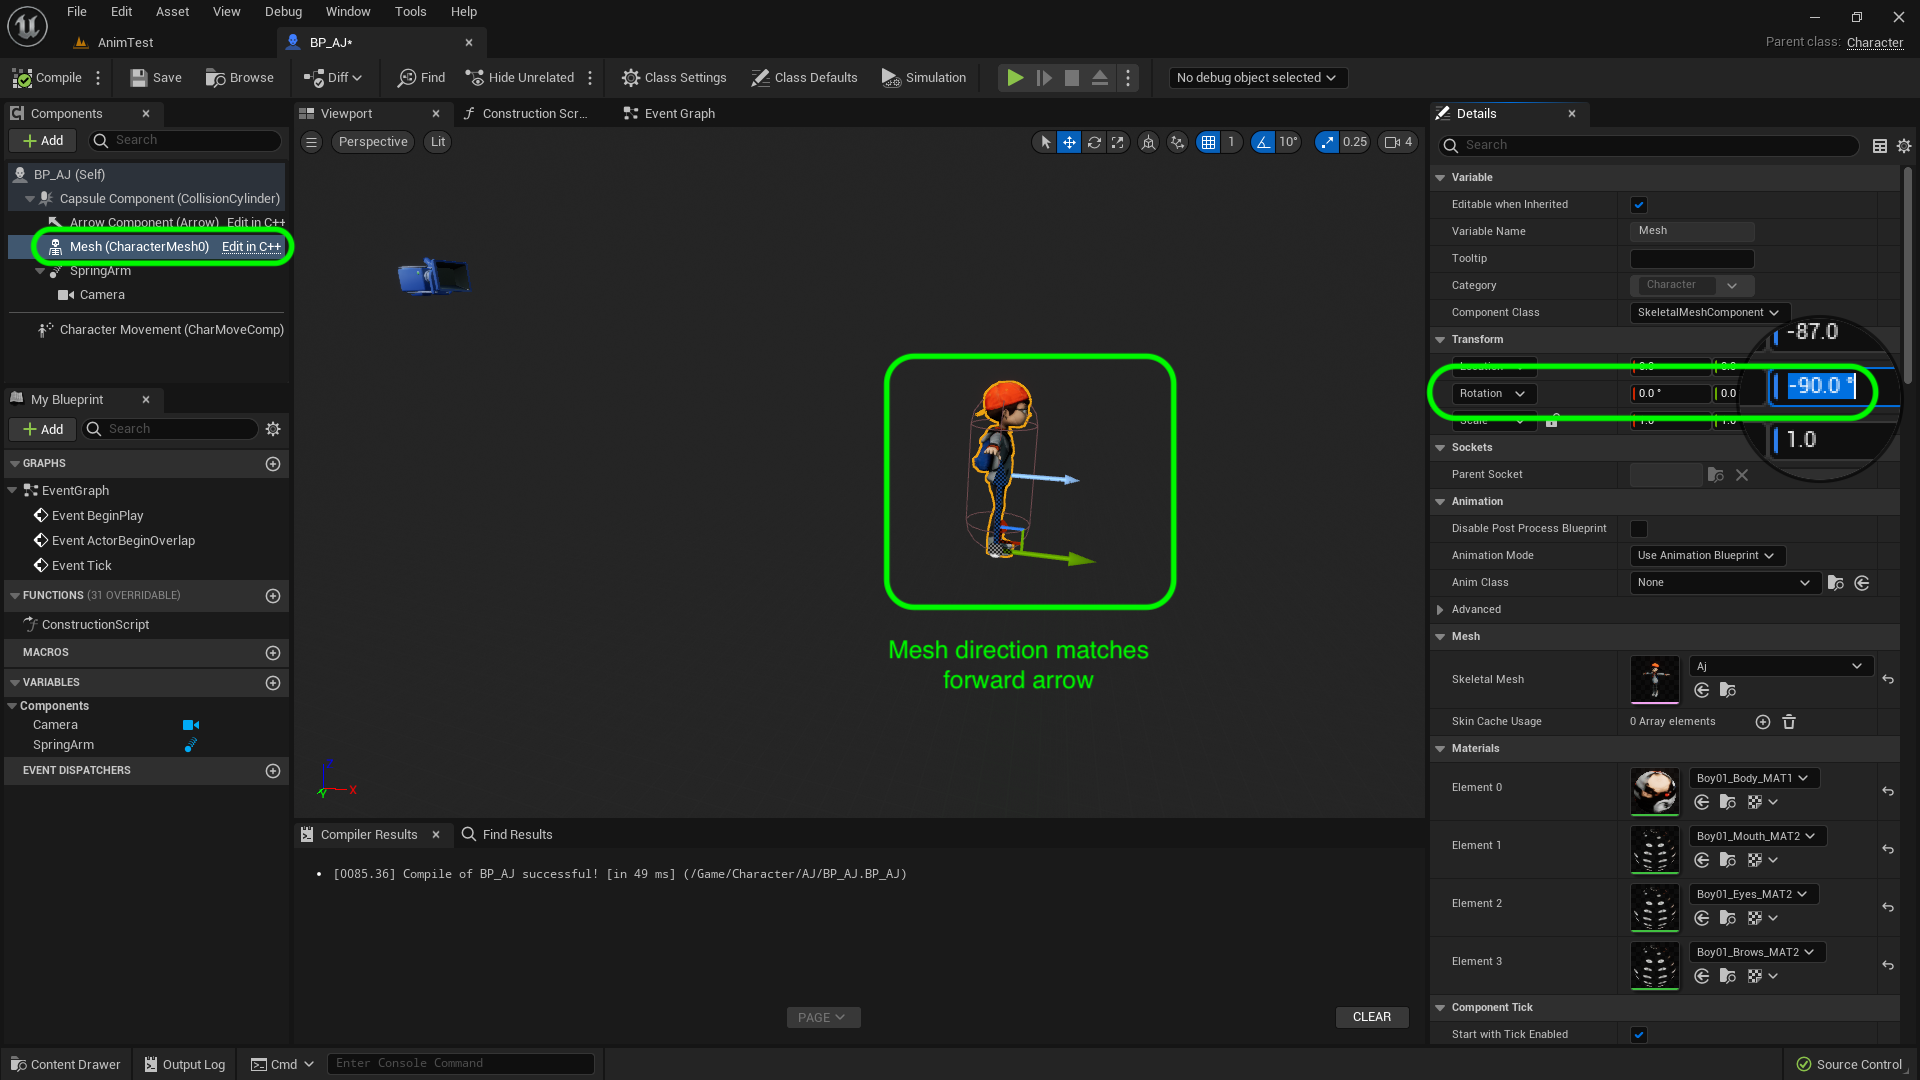 File Edit Asset View Debug Window Tools Help
AnimTest
BP_AJ*
Parent class: Character
Compile Save Browse Diff Find Hide Unrelated Class Settings Class Defaults Simulation No debug object selected
Components
Add Search
BP_AJ (Self)
Capsule Component (CollisionCylinder)
Arrow Component (Arrow) Edit in C++
Mesh (CharacterMesh0) Edit in C++
SpringArm
Camera
Character Movement (CharMoveComp)
My Blueprint
Add Search
GRAPHS
EventGraph
Event BeginPlay
Event ActorBeginOverlap
Event Tick
FUNCTIONS (31 OVERRIDABLE)
ConstructionScript
MACROS
VARIABLES
Components
Camera
SpringArm
EVENT DISPATCHERS
Viewport Construction Scr... Event Graph
Perspective Lit 1 10° 0.25 4
Mesh direction matches
forward arrow
Z
Y X
Compiler Results Find Results
• [0085.36] Compile of BP_AJ successful! [in 49 ms] (/Game/Character/AJ/BP_AJ.BP_AJ)
PAGE CLEAR
Details
Search
Variable
Editable when Inherited
Variable Name Mesh
Tooltip
Category Character
Component Class SkeletalMeshComponent
Transform
Location 0.0 0.0 -87.0
Rotation 0.0 ° 0.0 -90.0 °
Scale 1.0 1.0 1.0
Sockets
Parent Socket
Animation
Disable Post Process Blueprint
Animation Mode Use Animation Blueprint
Anim Class None
Advanced
Mesh
Skeletal Mesh Aj
Skin Cache Usage 0 Array elements
Materials
Element 0 Boy01_Body_MAT1
Element 1 Boy01_Mouth_MAT2
Element 2 Boy01_Eyes_MAT2
Element 3 Boy01_Brows_MAT2
Component Tick
Start with Tick Enabled
Content Drawer Output Log Cmd Enter Console Command Source Control